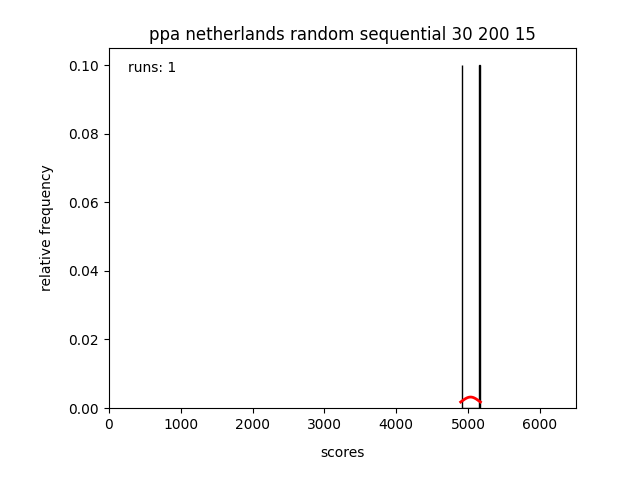 ppa netherlands random sequential 30 200 15
runs: 1
relative frequency
0.10
0.08
0.06
0.04
0.02
0.00
0 1000 2000 3000 4000 5000 6000
scores